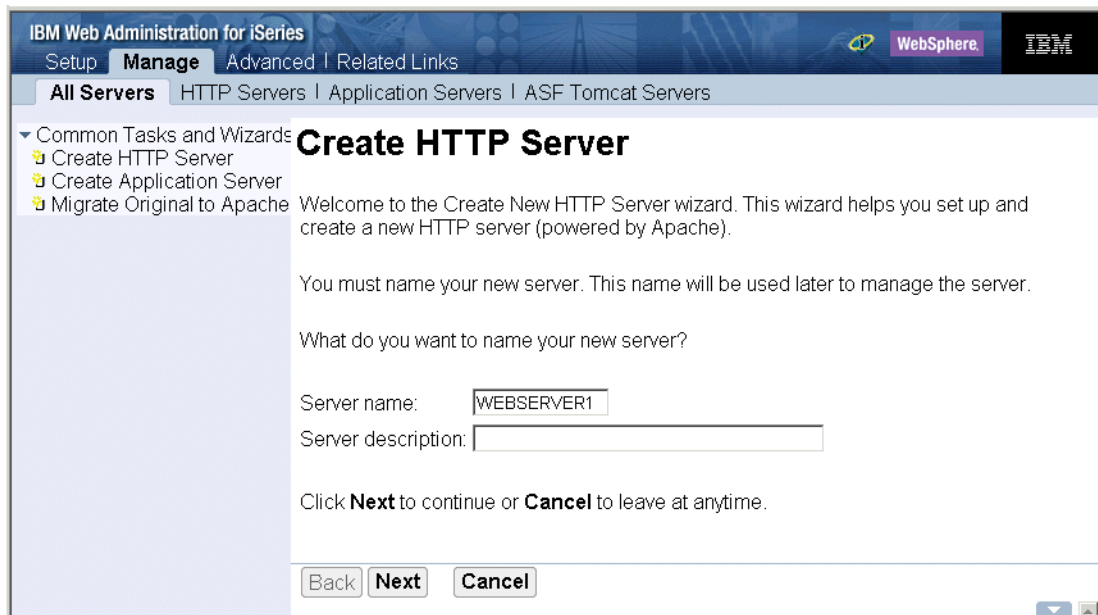 IBM Web Administration for iSeries
WebSphere.
IBM
Setup Manage Advanced | Related Links
All Servers HTTP Servers | Application Servers | ASF Tomcat Servers
Common Tasks and Wizards
Create HTTP Server
Create Application Server
Migrate Original to Apache
Create HTTP Server
Welcome to the Create New HTTP Server wizard. This wizard helps you set up and
create a new HTTP server (powered by Apache).
You must name your new server. This name will be used later to manage the server.
What do you want to name your new server?
Server name: WEBSERVER1
Server description:
Click Next to continue or Cancel to leave at anytime.
Back Next Cancel